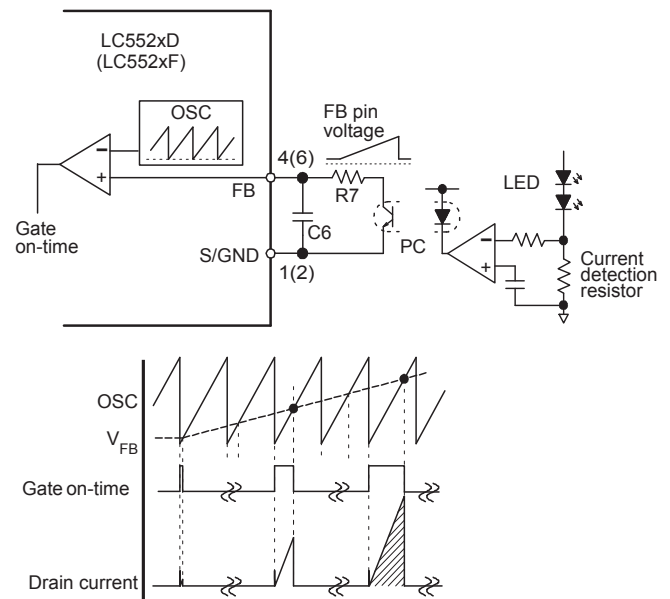 LC552xD
(LC552xF)
OSC
FB pin
voltage
4(6)
R7
FB
C6
LED
Gate
on-time
S/GND
PC
1(2)
Current
detection
resistor
OSC
VFB
Gate on-time
Drain current